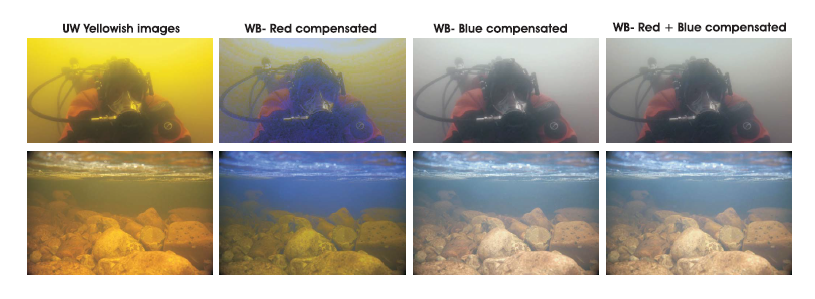 UW Yellowish images
WB- Red compensated
WB- Blue compensated
WB- Red + Blue compensated